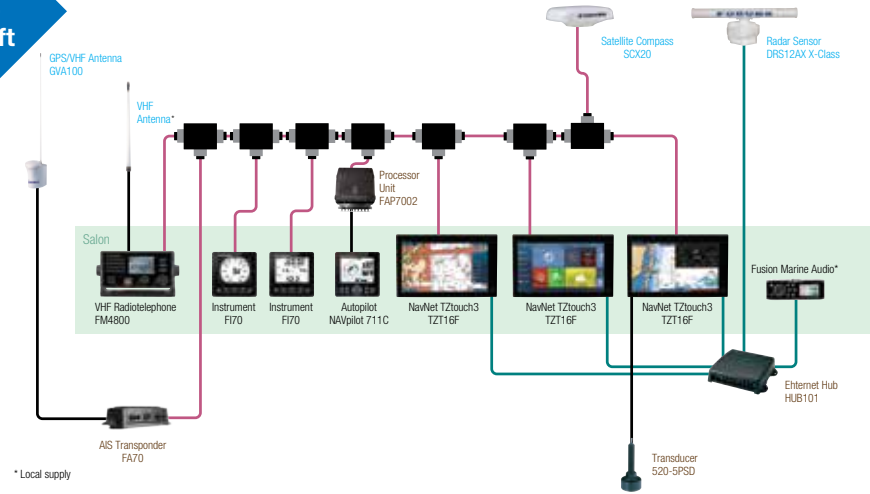 ft
GPS/VHF Antenna
GVA100
VHF
Antenna*
Satellite Compass
SCX20
FURUNO
Radar Sensor
DRS12AX X-Class
Processor
Unit
FAP7002
Salon
VHF Radiotelephone
FM4800
Instrument
FI70
Instrument
FI70
Autopilot
NAVpilot 711C
NavNet TZtouch3
TZT16F
NavNet TZtouch3
TZT16F
NavNet TZtouch3
TZT16F
Fusion Marine Audio*
Ehternet Hub
HUB101
AIS Transponder
FA70
Transducer
520-5PSD
* Local supply